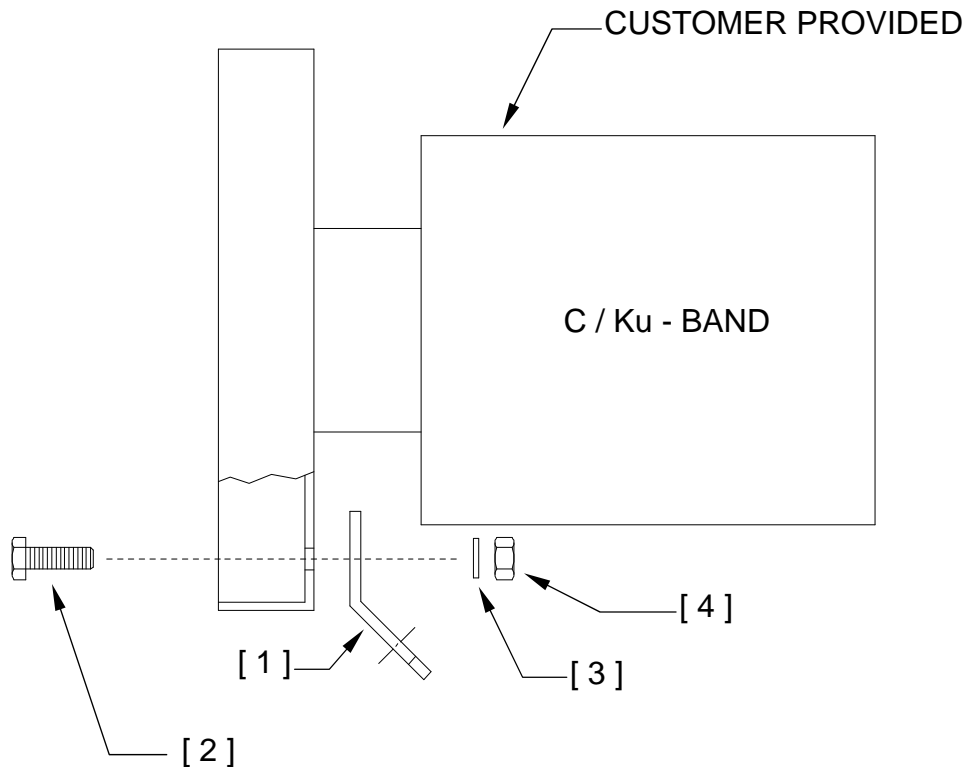 CUSTOMER PROVIDED
C / Ku - BAND
[ 4 ]
[ 1 ]
[ 3 ]
[ 2 ]